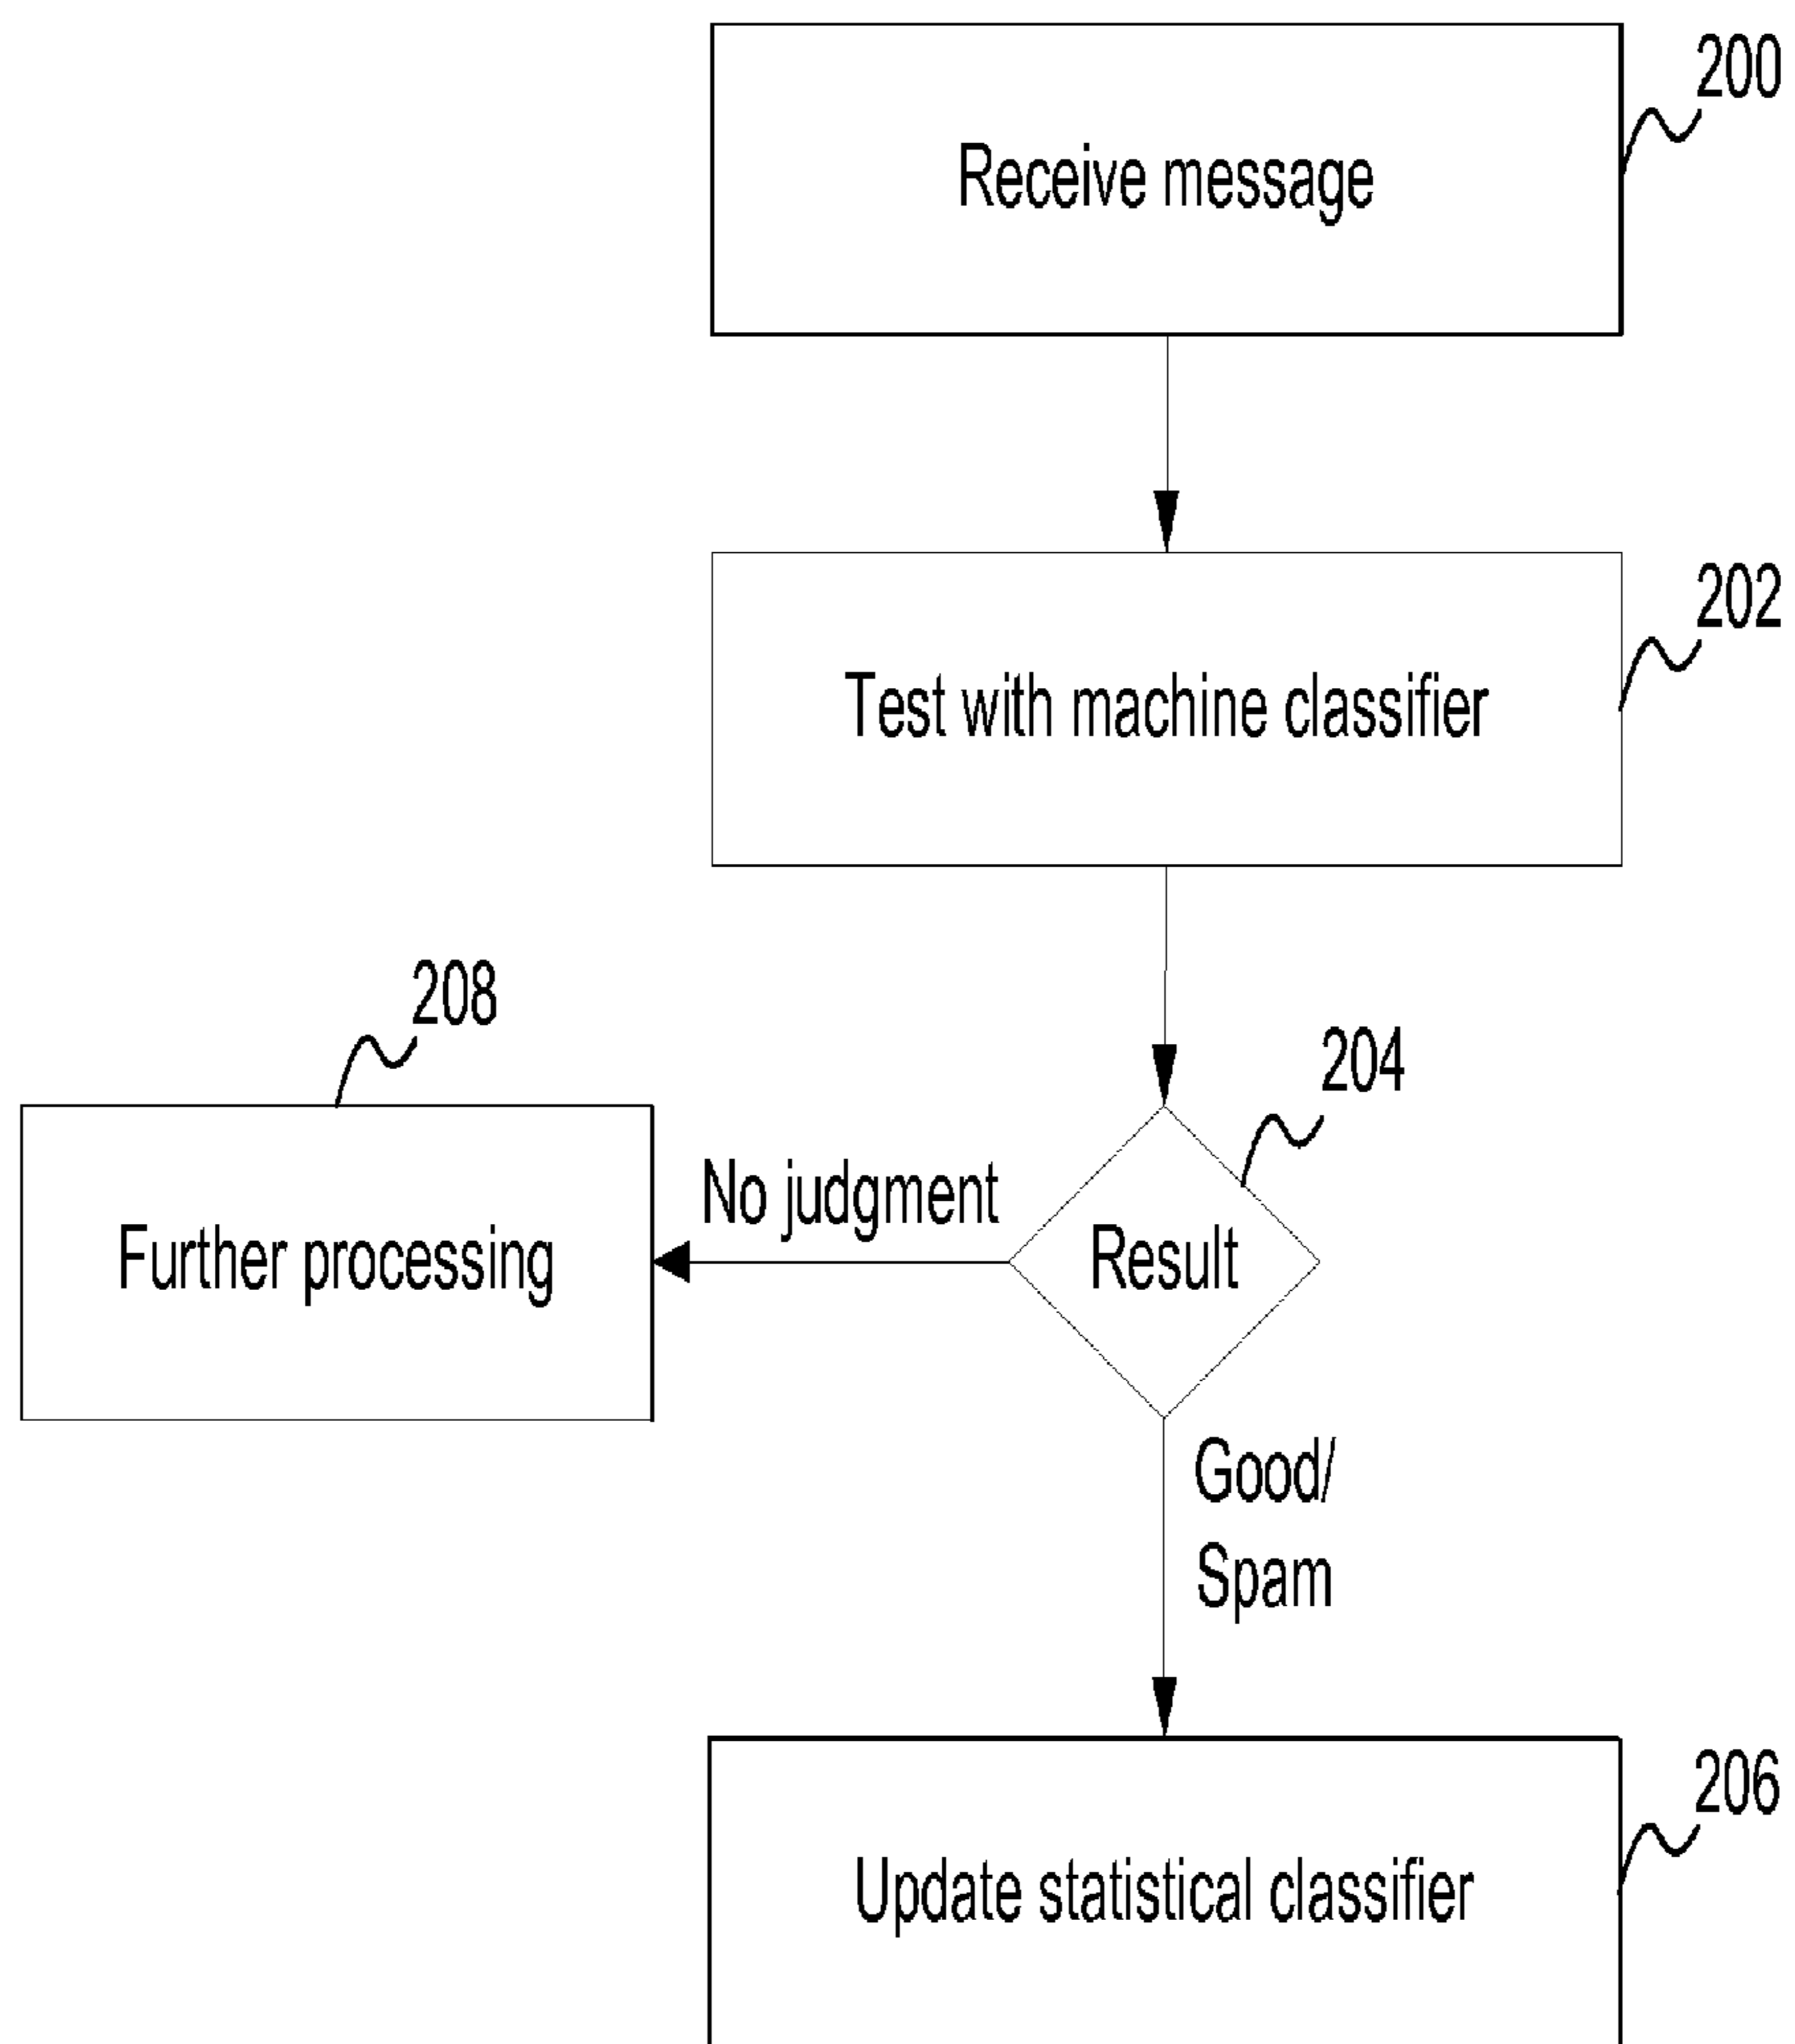 200
Receive message
202
Test with machine classifier
208
204
No judgment
Further processing
Result
Good/
Spam
206
Update statistical classifier